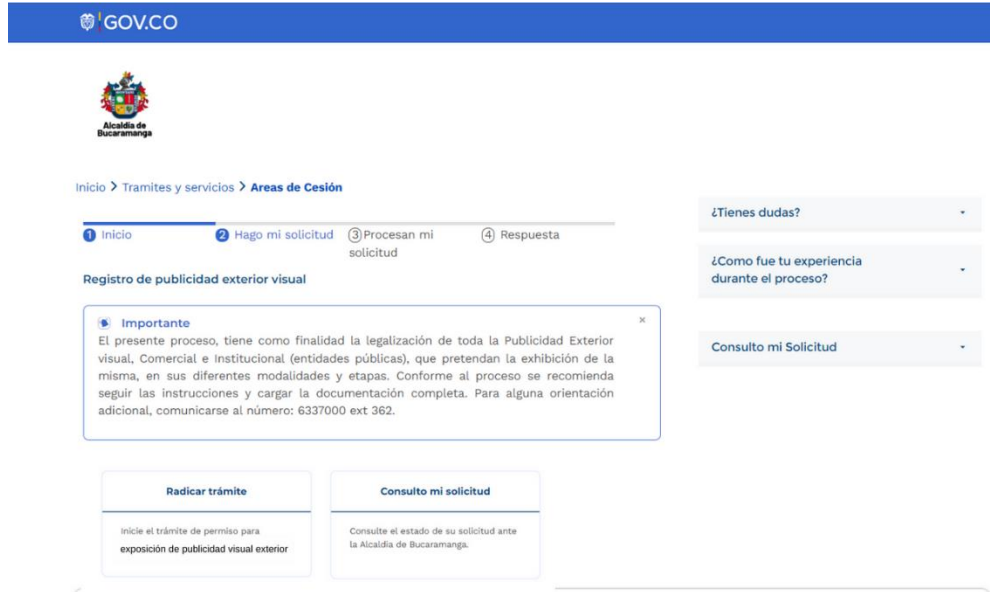 GOV.CO
Alcaldía de
Bucaramanga
Inicio > Tramites y servicios > Areas de Cesión
1 Inicio
2 Hago mi solicitud
3 Procesan mi
solicitud
4 Respuesta
Registro de publicidad exterior visual
Importante
El presente proceso, tiene como finalidad la legalización de toda la Publicidad Exterior
visual, Comercial e Institucional (entidades públicas), que pretendan la exhibición de la
misma, en sus diferentes modalidades y etapas. Conforme al proceso se recomienda
seguir las instrucciones y cargar la documentación completa. Para alguna orientación
adicional, comunicarse al número: 6337000 ext 362.
¿Tienes dudas?
¿Como fue tu experiencia
durante el proceso?
Consulto mi Solicitud
Radicar trámite
Inicie el trámite de permiso para
exposición de publicidad visual exterior
Consulto mi solicitud
Consulte el estado de su solicitud ante
la Alcaldía de Bucaramanga.